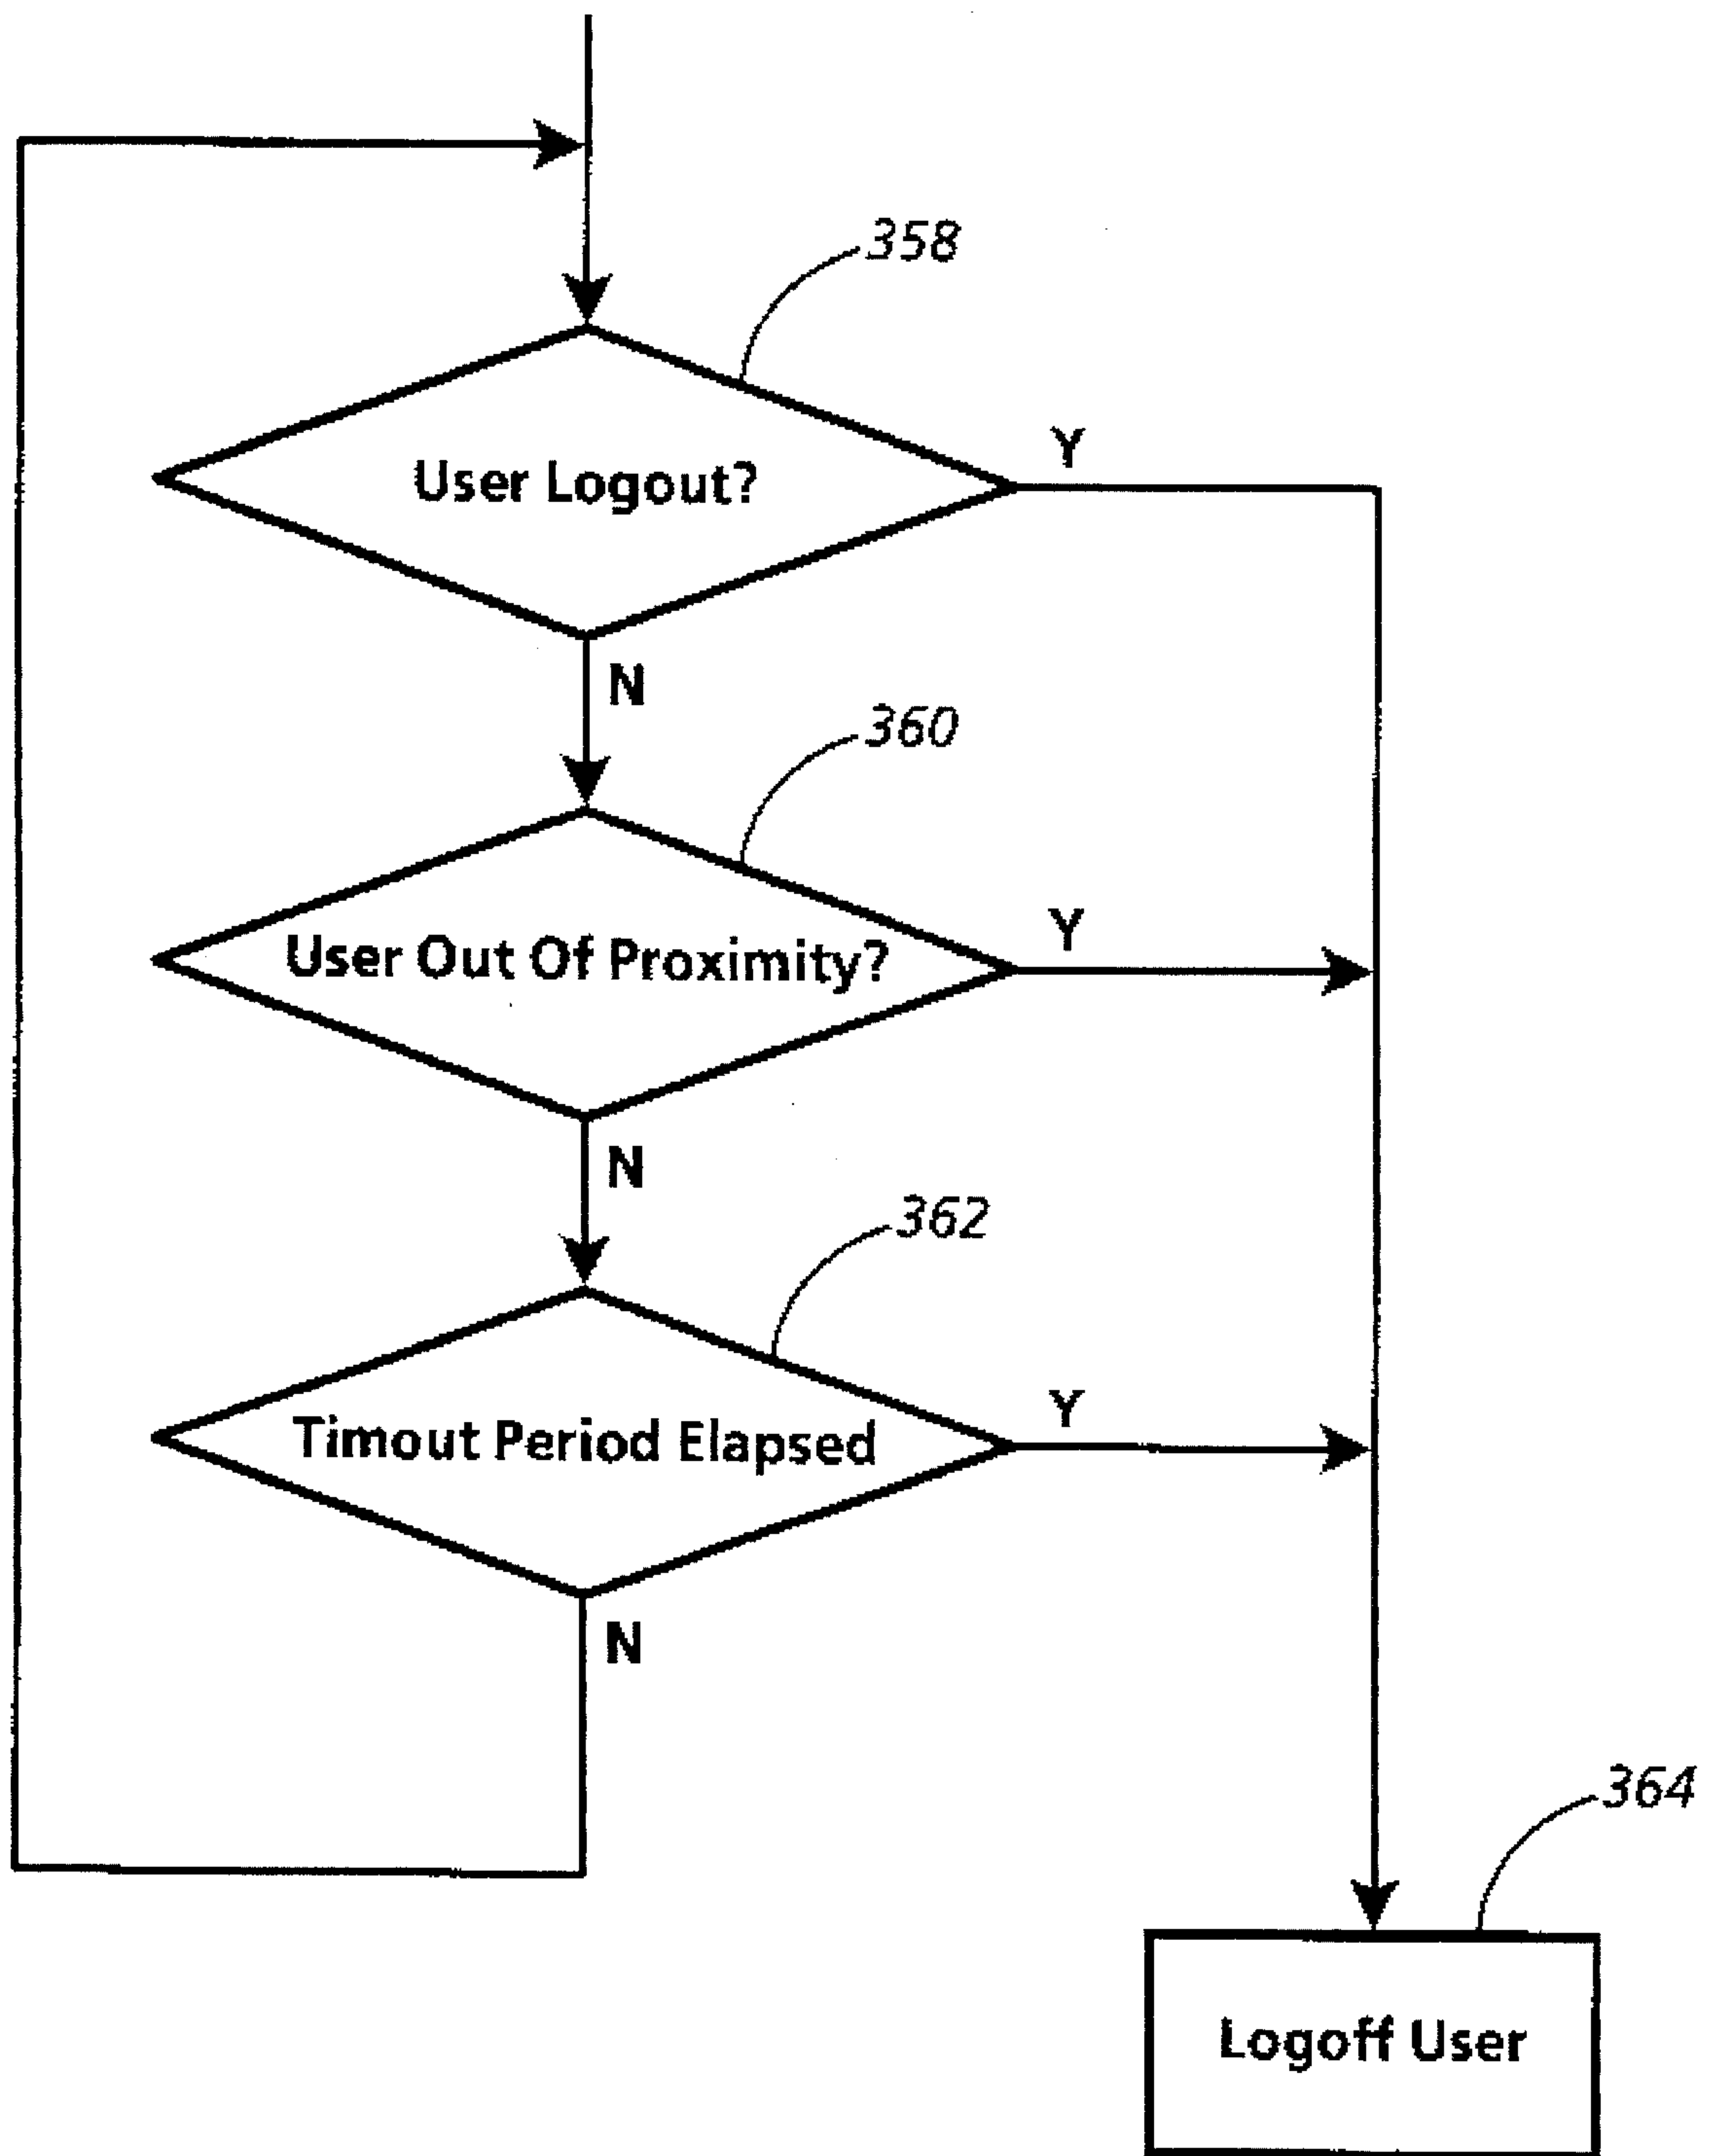 358
User Logout?
Y
N
360
User Out Of Proximity?
Y
N
362
Timout Period Elapsed
Y
N
364
Logoff User